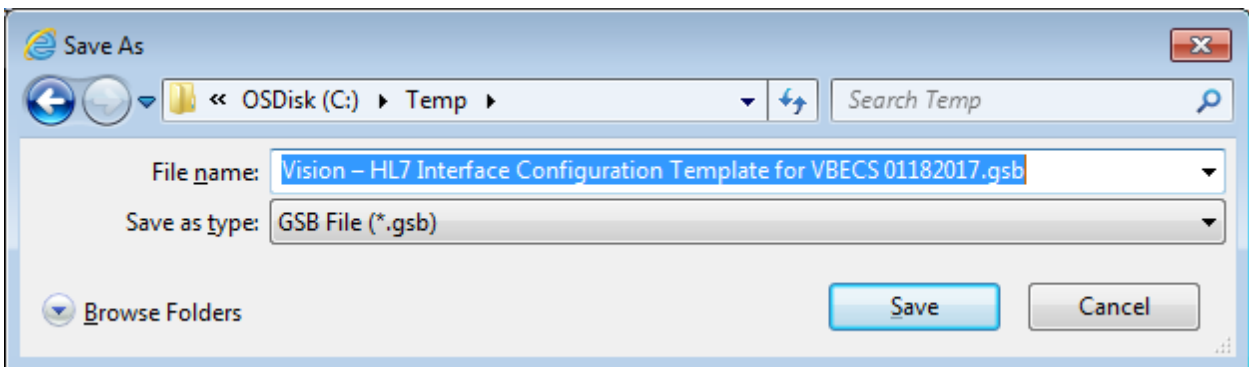 Save As
« OSDisk (C:) ▸ Temp ▸ Search Temp
File name: Vision – HL7 Interface Configuration Template for VBECS 01182017.gsb
Save as type: GSB File (*.gsb)
Browse Folders Save Cancel